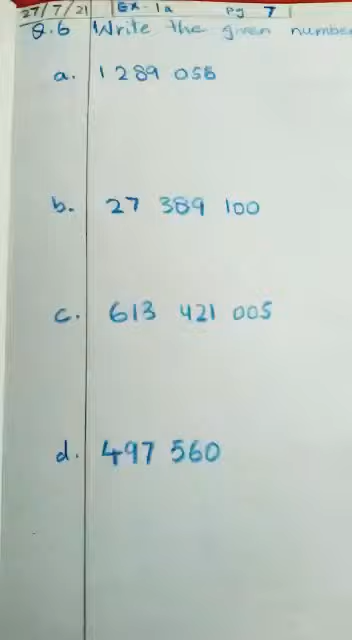 27/7/21 Ex-1a pg 7
Q.6 Write the given number
a. 1 289 056
b. 27 389 100
c. 613 421 005
d. 497 560